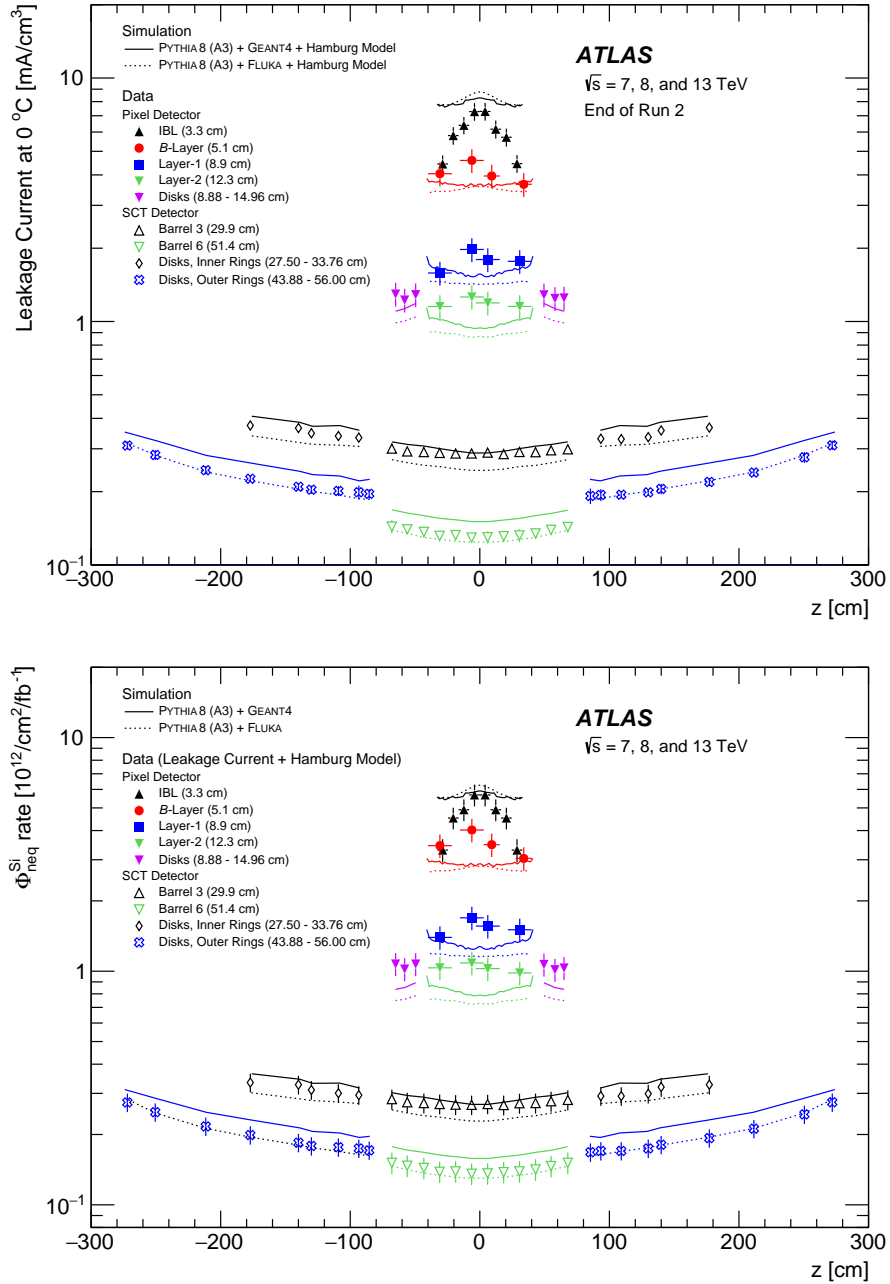 Leakage Current at 0 °C [mA/cm³]
Simulation
PYTHIA 8 (A3) + GEANT4 + Hamburg Model
PYTHIA 8 (A3) + FLUKA + Hamburg Model
Data
Pixel Detector
IBL (3.3 cm)
B-Layer (5.1 cm)
Layer-1 (8.9 cm)
Layer-2 (12.3 cm)
Disks (8.88 - 14.96 cm)
SCT Detector
Barrel 3 (29.9 cm)
Barrel 6 (51.4 cm)
Disks, Inner Rings (27.50 - 33.76 cm)
Disks, Outer Rings (43.88 - 56.00 cm)
ATLAS
√s = 7, 8, and 13 TeV
End of Run 2
10
1
10⁻¹
−300 −200 −100 0 100 200 300
z [cm]
Φ_neq^Si rate [10¹²/cm²/fb⁻¹]
Simulation
PYTHIA 8 (A3) + GEANT4
PYTHIA 8 (A3) + FLUKA
Data (Leakage Current + Hamburg Model)
Pixel Detector
IBL (3.3 cm)
B-Layer (5.1 cm)
Layer-1 (8.9 cm)
Layer-2 (12.3 cm)
Disks (8.88 - 14.96 cm)
SCT Detector
Barrel 3 (29.9 cm)
Barrel 6 (51.4 cm)
Disks, Inner Rings (27.50 - 33.76 cm)
Disks, Outer Rings (43.88 - 56.00 cm)
ATLAS
√s = 7, 8, and 13 TeV
10
1
10⁻¹
−300 −200 −100 0 100 200 300
z [cm]